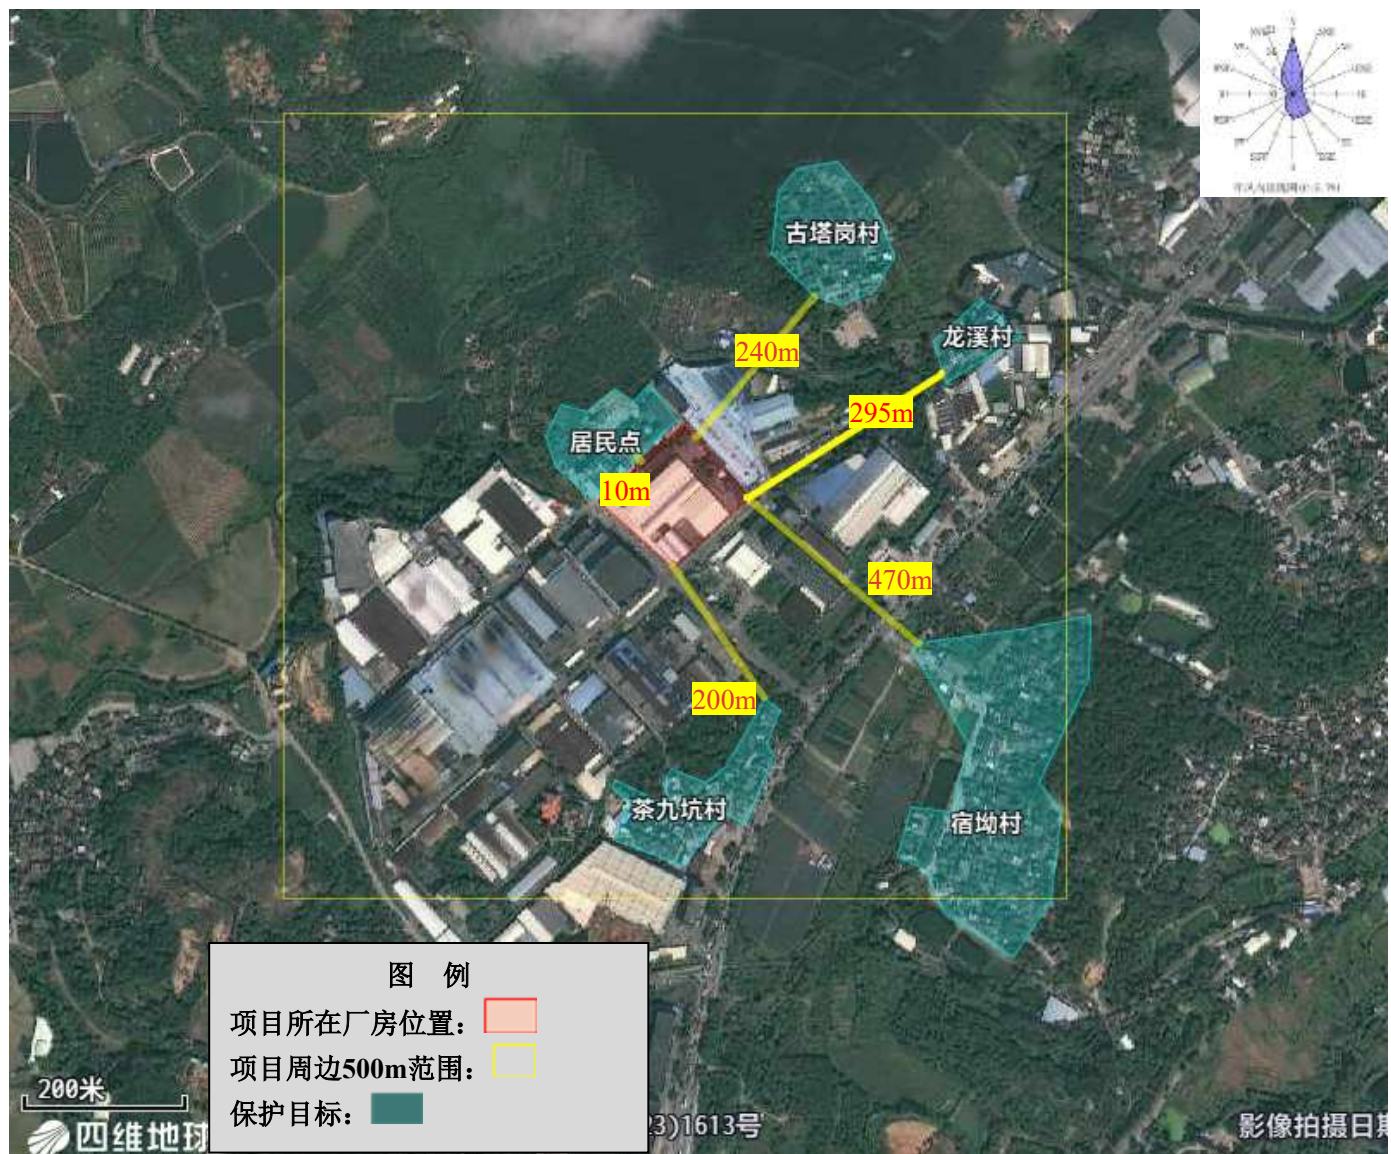 N
古塔岗村
龙溪村
240m
295m
居民点
10m
470m
200m
茶九坑村
宿坳村
图 例
项目所在厂房位置：
项目周边500m范围：
保护目标：
200米
四维地球
23)1613号
影像拍摄日期